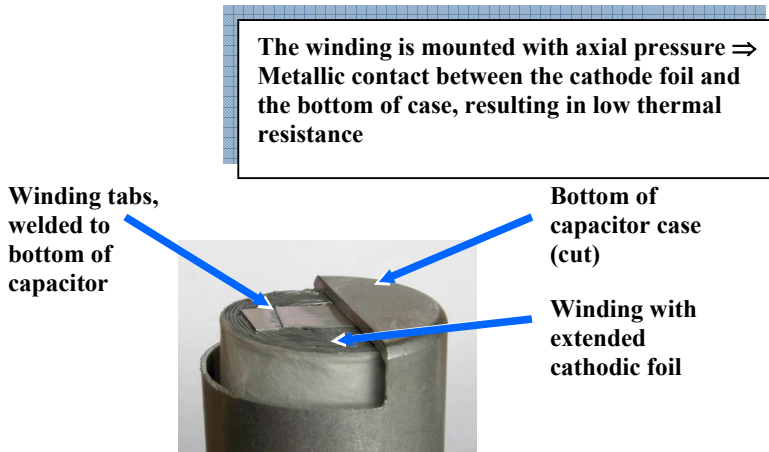 The winding is mounted with axial pressure ⇒
Metallic contact between the cathode foil and
the bottom of case, resulting in low thermal
resistance
Winding tabs,
welded to
bottom of
capacitor
Bottom of
capacitor case
(cut)
Winding with
extended
cathodic foil